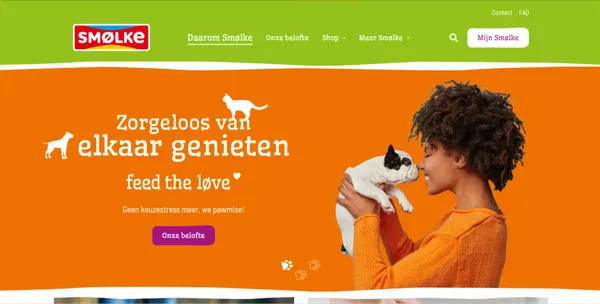 Contact
FAQ
SMØLKE
Daarom Smølke
Onze belofte
Shop
Meer Smølke
Mijn Smølke
Zorgeloos van
elkaar genieten
feed the løve
Geen keuzestress meer, we pawmise!
Onze belofte